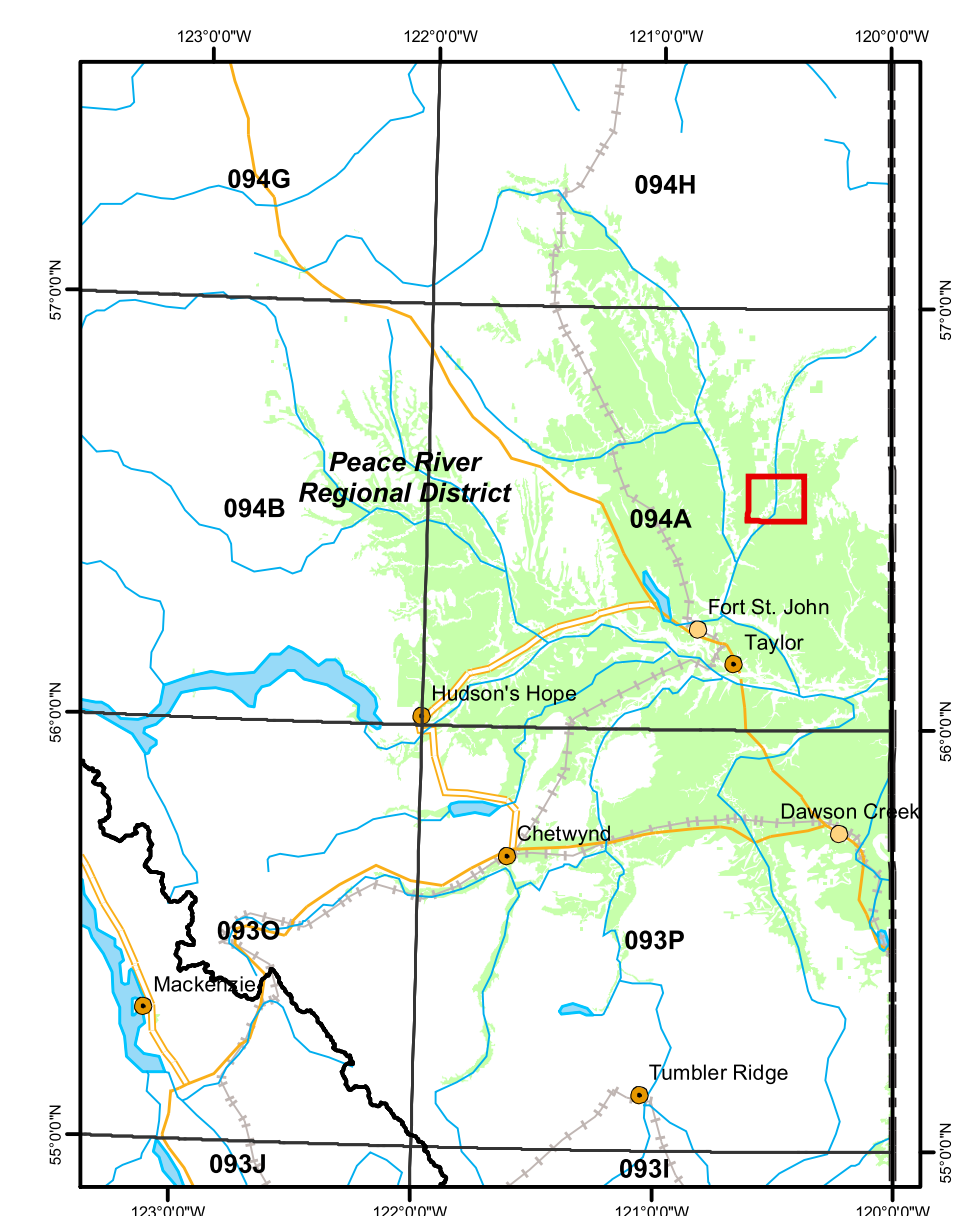 123°0'0"W 122°0'0"W 121°0'0"W 120°0'0"W
094G
094H
57°0'0"N
57°0'0"N
Peace River
Regional District
094B
094A
Fort St. John
Taylor
Hudson's Hope
56°0'0"N
56°0'0"N
Dawson Creek
Chetwynd
093O
093P
Mackenzie
Tumbler Ridge
55°0'0"N
55°0'0"N
093J
093I
123°0'0"W 122°0'0"W 121°0'0"W 120°0'0"W